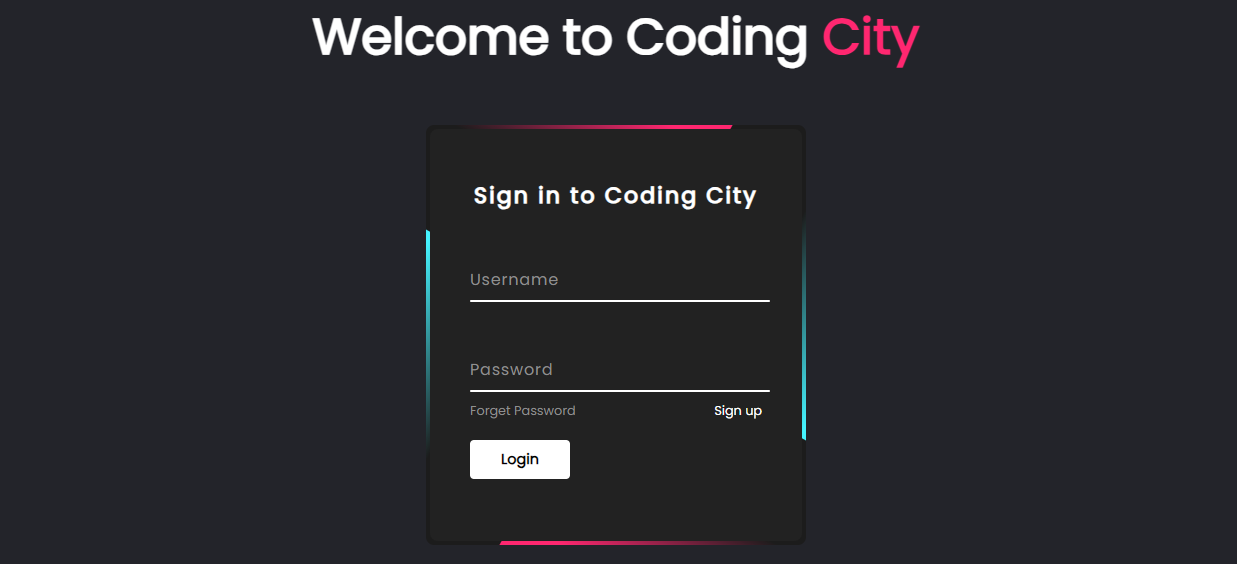 Welcome to Coding City
Sign in to Coding City
Username
Password
Forget Password Sign up
Login